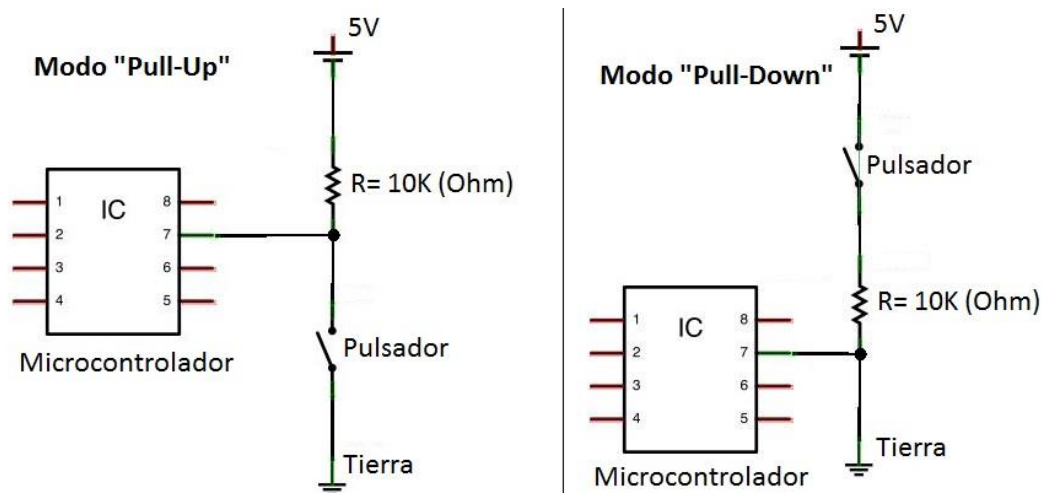 5V
Modo "Pull-Up"
R= 10K (Ohm)
IC
1
2
3
4
8
7
6
5
Microcontrolador
Pulsador
Tierra
5V
Modo "Pull-Down"
Pulsador
R= 10K (Ohm)
IC
1
2
3
4
8
7
6
5
Microcontrolador
Tierra